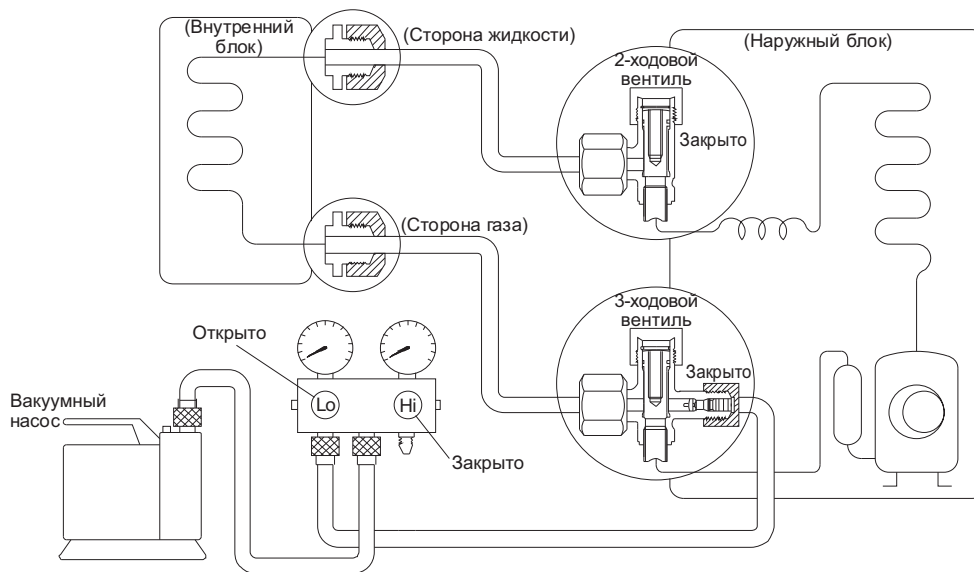 (Внутренний
блок)
(Сторона жидкости)
(Наружный блок)
2-ходовой
вентиль
Закрыто
(Сторона газа)
3-ходовой
вентиль
Закрыто
Открыто
Lo
Hi
Вакуумный
насос
Закрыто